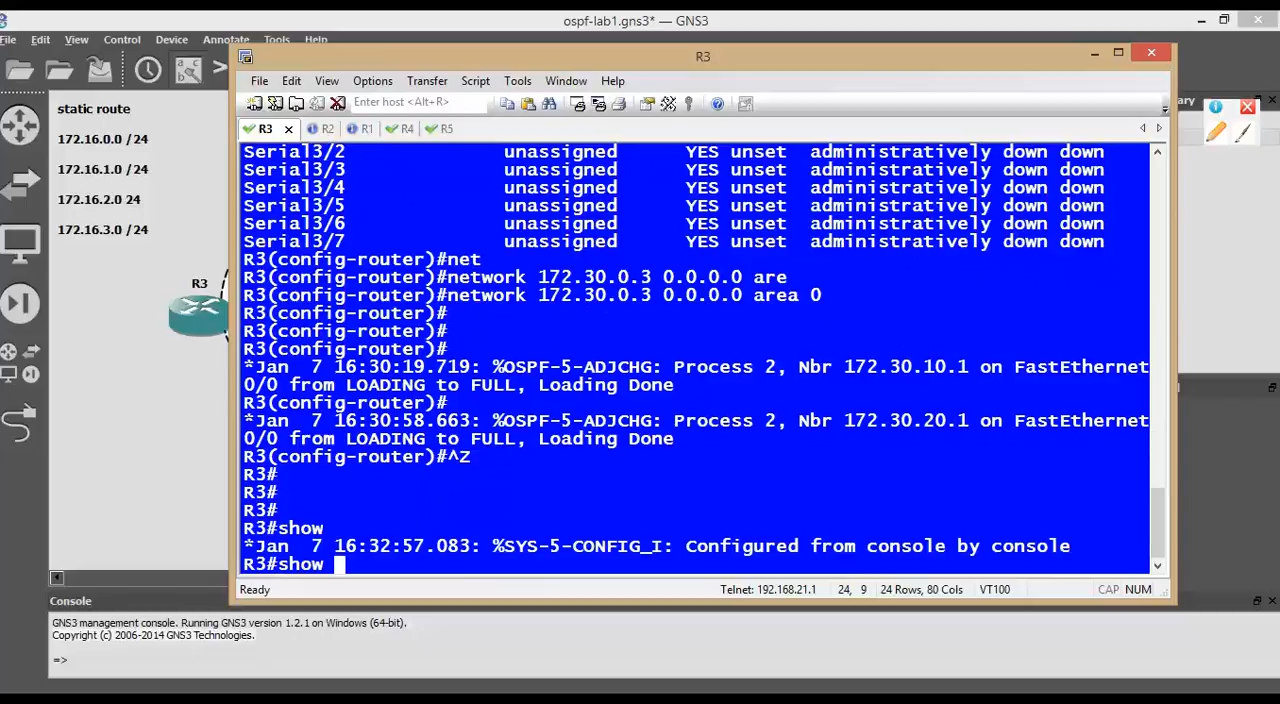 ospf-lab1.gns3* — GNS3
File Edit View Control Device Annotate Tools Help
static route
172.16.0.0 /24
172.16.1.0 /24
172.16.2.0 24
172.16.3.0 /24
R3
R3
File Edit View Options Transfer Script Tools Window Help
Enter host <Alt+R>
R3 R2 R1 R4 R5
Serial3/2 unassigned YES unset administratively down down
Serial3/3 unassigned YES unset administratively down down
Serial3/4 unassigned YES unset administratively down down
Serial3/5 unassigned YES unset administratively down down
Serial3/6 unassigned YES unset administratively down down
Serial3/7 unassigned YES unset administratively down down
R3(config-router)#net
R3(config-router)#network 172.30.0.3 0.0.0.0 are
R3(config-router)#network 172.30.0.3 0.0.0.0 area 0
R3(config-router)#
R3(config-router)#
R3(config-router)#
*Jan 7 16:30:19.719: %OSPF-5-ADJCHG: Process 2, Nbr 172.30.10.1 on FastEthernet
0/0 from LOADING to FULL, Loading Done
R3(config-router)#
*Jan 7 16:30:58.663: %OSPF-5-ADJCHG: Process 2, Nbr 172.30.20.1 on FastEthernet
0/0 from LOADING to FULL, Loading Done
R3(config-router)#^Z
R3#
R3#
R3#
R3#show
*Jan 7 16:32:57.083: %SYS-5-CONFIG_I: Configured from console by console
R3#show
Ready Telnet: 192.168.21.1 24, 9 24 Rows, 80 Cols VT100 CAP NUM
Console
GNS3 management console. Running GNS3 version 1.2.1 on Windows (64-bit).
Copyright (c) 2006-2014 GNS3 Technologies.
=>